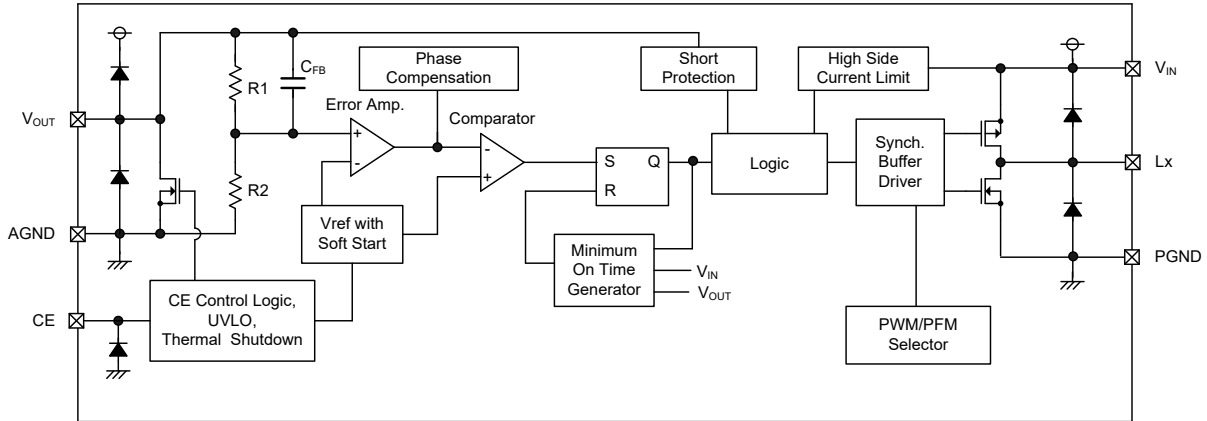 Phase
Compensation
Short
Protection
High Side
Current Limit
CFB
R1
VIN
VOUT
Error Amp.
Comparator
+
-
-
+
S
Q
R
Logic
Synch.
Buffer
Driver
Lx
R2
AGND
Vref with
Soft Start
Minimum
On Time
Generator
VIN
VOUT
PGND
CE
CE Control Logic,
UVLO,
Thermal Shutdown
PWM/PFM
Selector